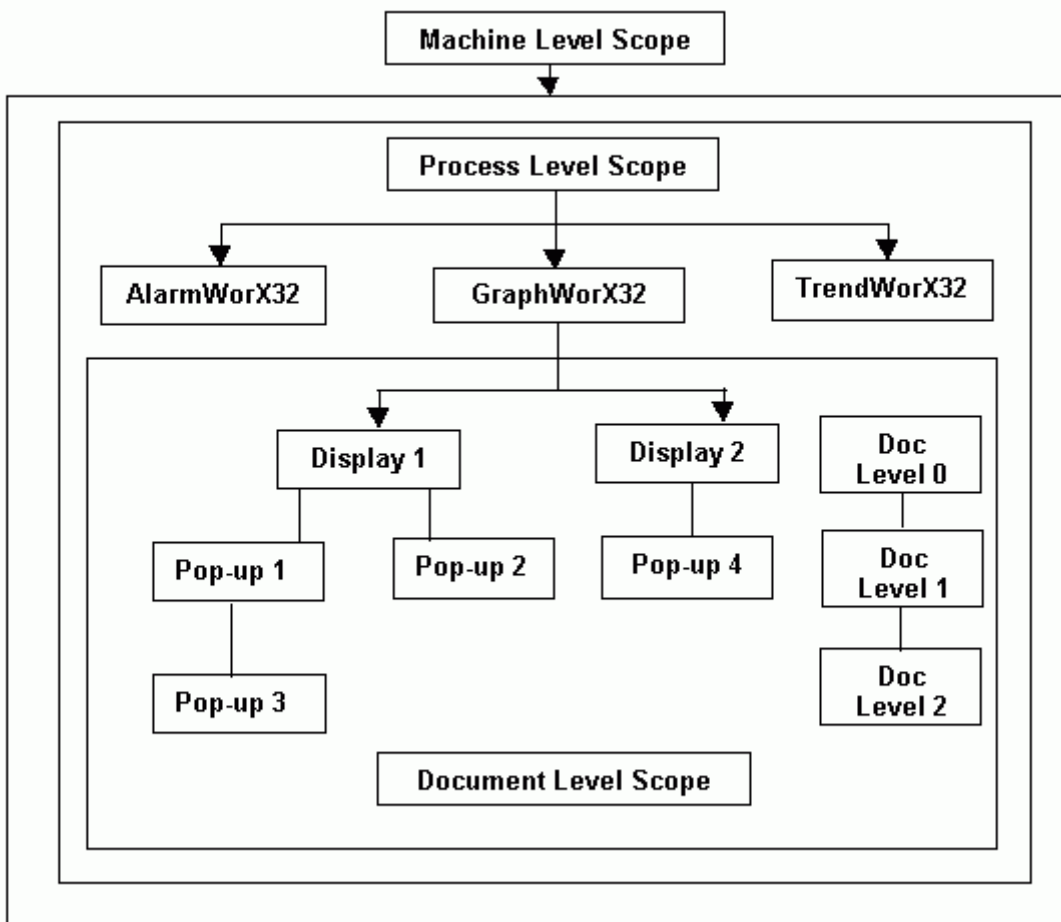 Machine Level Scope
Process Level Scope
AlarmWorX32
GraphWorX32
TrendWorX32
Display 1
Display 2
Doc
Level 0
Pop-up 1
Pop-up 2
Pop-up 4
Doc
Level 1
Pop-up 3
Doc
Level 2
Document Level Scope